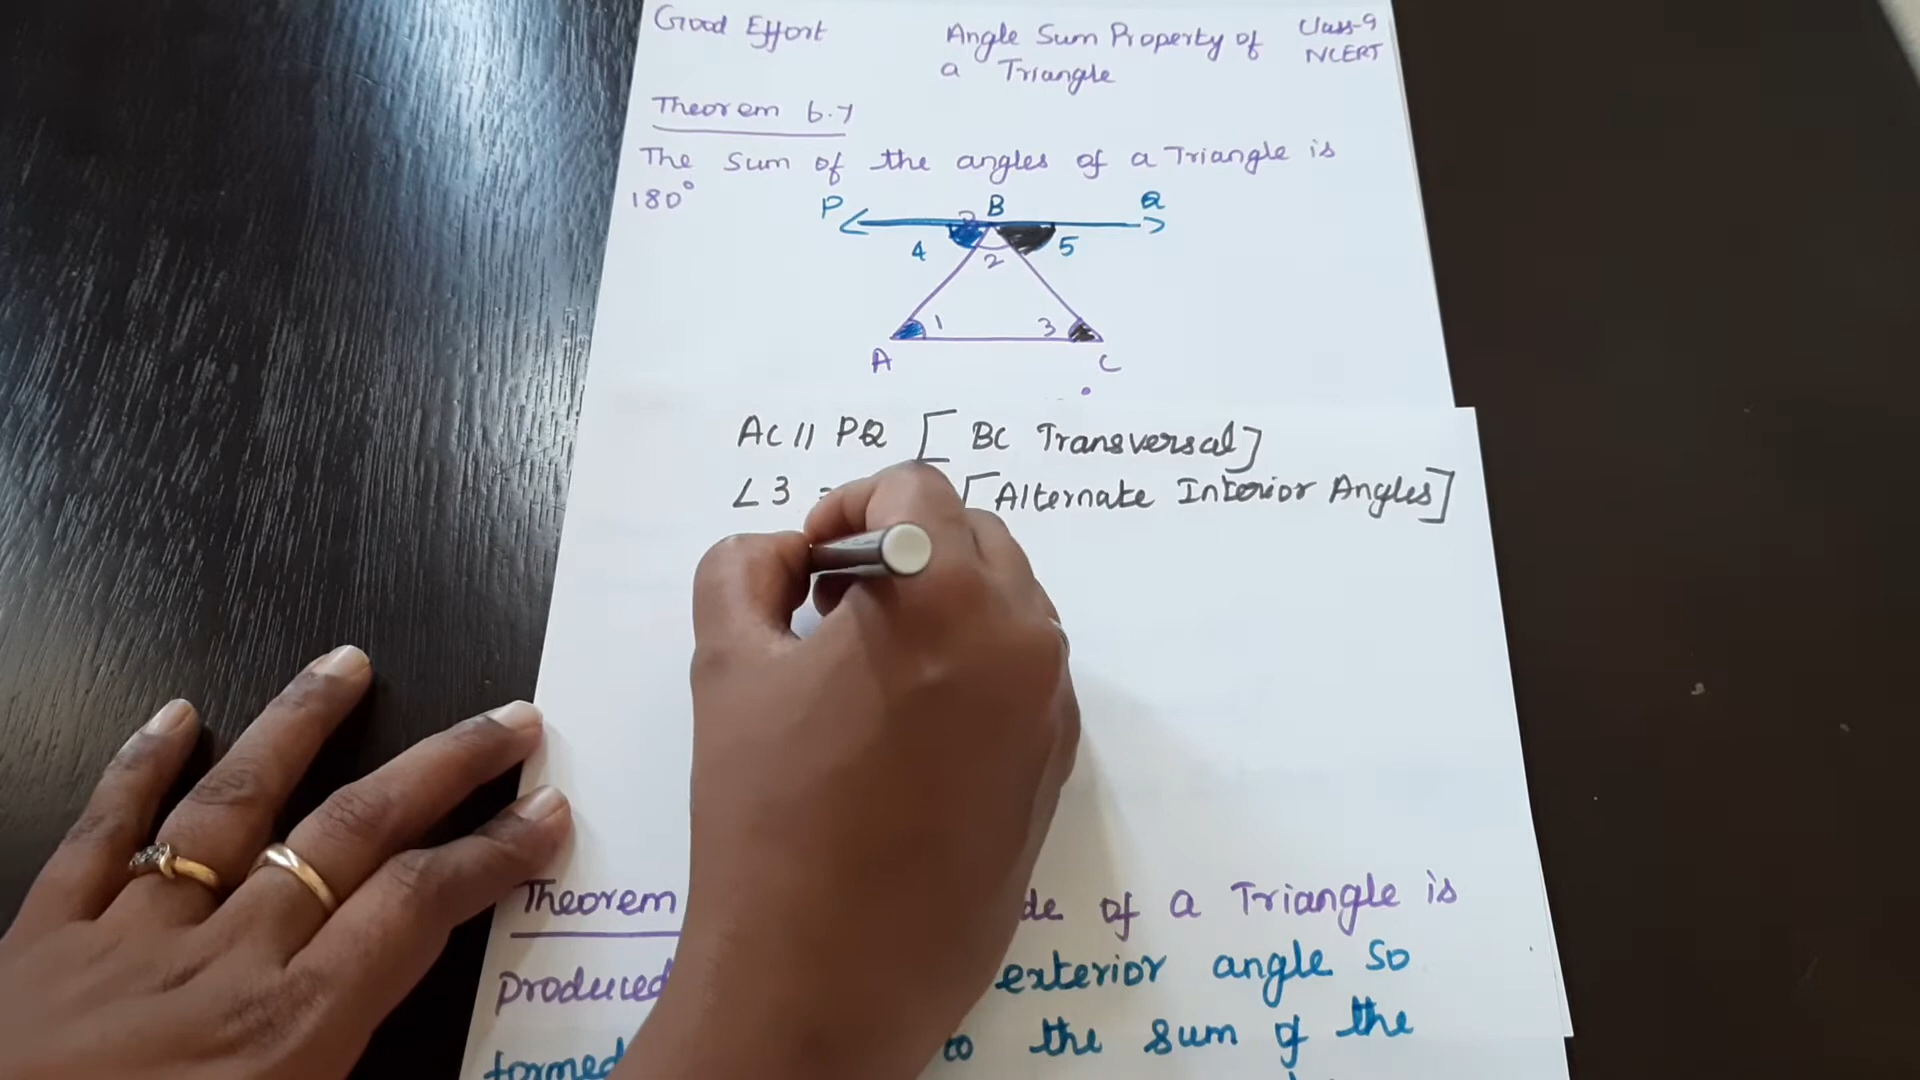 Good Effort
Angle Sum Property of
a Triangle
Class-9
NCERT
Theorem 6.7
The Sum of the angles of a Triangle is
180°
P B Q
4 2 5
1 3
A C
AC || PQ [ BC Transversal]
∠3 = [Alternate Interior Angles]
Theorem of a Triangle is
produced exterior angle so
formed to the sum of the